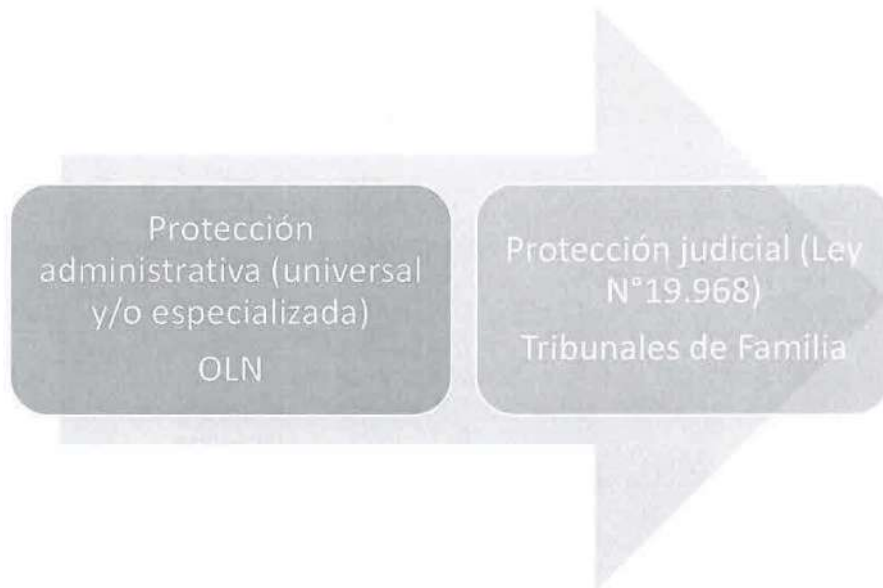 Protección
administrativa (universal
y/o especializada)
OLN
Protección judicial (Ley
N°19.968)
Tribunales de Familia